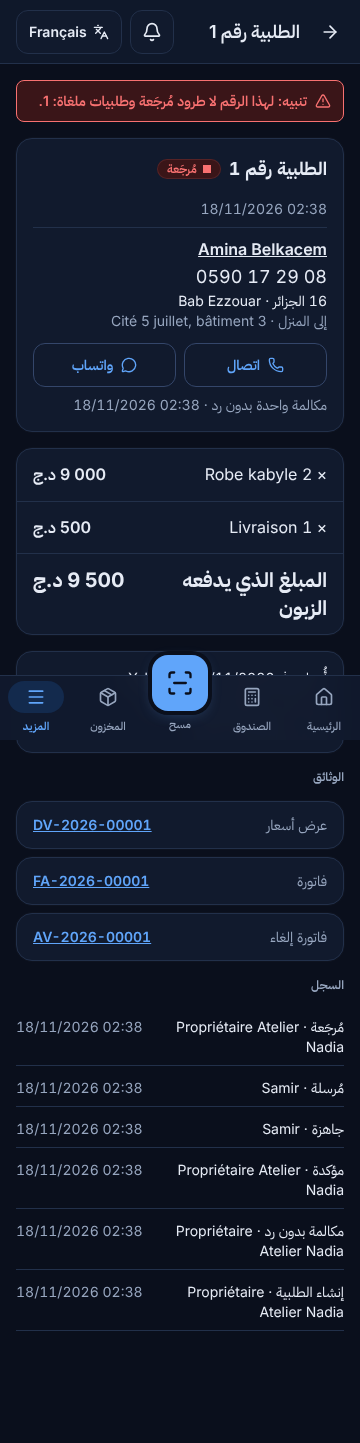 الطلبية رقم 1
Français
تنبيه: لهذا الرقم لا طرود مُرجَعة وطلبيات ملغاة: 1.
الطلبية رقم 1
مُرجَعة
18/11/2026 02:38
Amina Belkacem
0590 17 29 08
16 الجزائر · Bab Ezzouar
إلى المنزل · Cité 5 juillet, bâtiment 3
اتصال
واتساب
مكالمة واحدة بدون رد · 18/11/2026 02:38
Robe kabyle 2 ×
9 000 د.ج
Livraison 1 ×
500 د.ج
المبلغ الذي يدفعه
الزبون
9 500 د.ج
الرئيسية
الصندوق
مسح
المخزون
المزيد
الوثائق
عرض أسعار
DV-2026-00001
فاتورة
FA-2026-00001
فاتورة إلغاء
AV-2026-00001
السجل
مُرجَعة · Propriétaire Atelier
Nadia
18/11/2026 02:38
مُرسلة · Samir
18/11/2026 02:38
جاهزة · Samir
18/11/2026 02:38
مؤكدة · Propriétaire Atelier
Nadia
18/11/2026 02:38
مكالمة بدون رد · Propriétaire
Atelier Nadia
18/11/2026 02:38
إنشاء الطلبية · Propriétaire
Atelier Nadia
18/11/2026 02:38